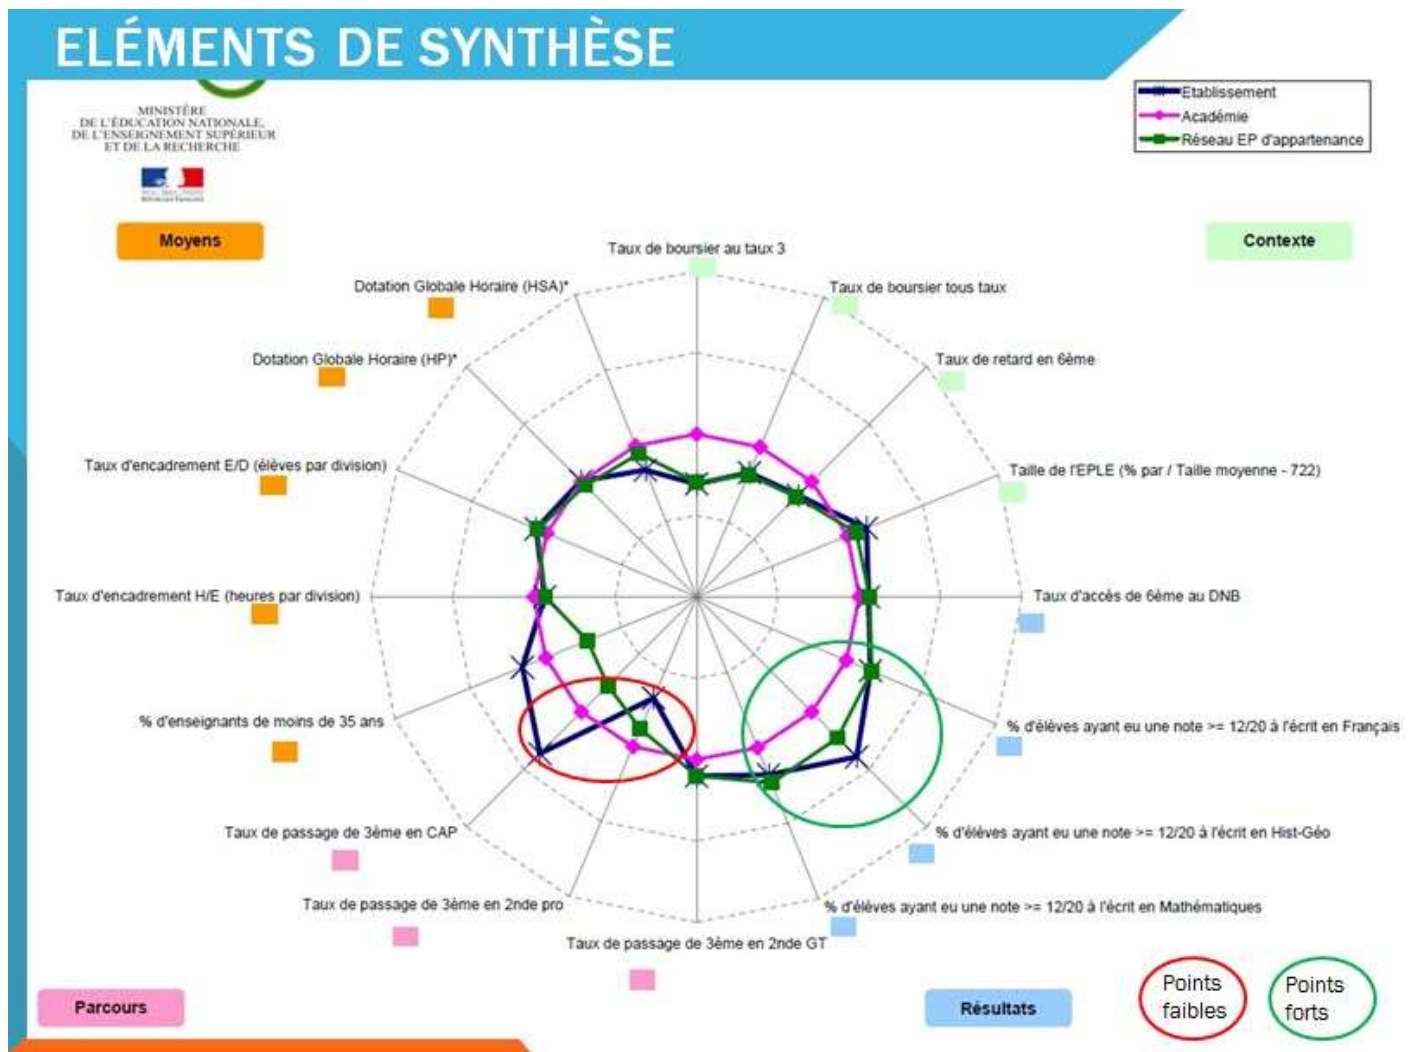 ELÉMENTS DE SYNTHÈSE
MINISTÈRE
DE L'ÉDUCATION NATIONALE,
DE L'ENSEIGNEMENT SUPÉRIEUR
ET DE LA RECHERCHE
Etablissement
Académie
Réseau EP d'appartenance
Moyens
Contexte
Taux de boursier au taux 3
Dotation Globale Horaire (HSA)*
Taux de boursier tous taux
Dotation Globale Horaire (HP)*
Taux de retard en 6ème
Taux d'encadrement E/D (élèves par division)
Taille de l'EPLE (% par / Taille moyenne - 722)
Taux d'encadrement H/E (heures par division)
Taux d'accès de 6ème au DNB
% d'enseignants de moins de 35 ans
% d'élèves ayant eu une note >= 12/20 à l'écrit en Français
Taux de passage de 3ème en CAP
% d'élèves ayant eu une note >= 12/20 à l'écrit en Hist-Géo
Taux de passage de 3ème en 2nde pro
% d'élèves ayant eu une note >= 12/20 à l'écrit en Mathématiques
Taux de passage de 3ème en 2nde GT
Parcours
Résultats
Points
faibles
Points
forts